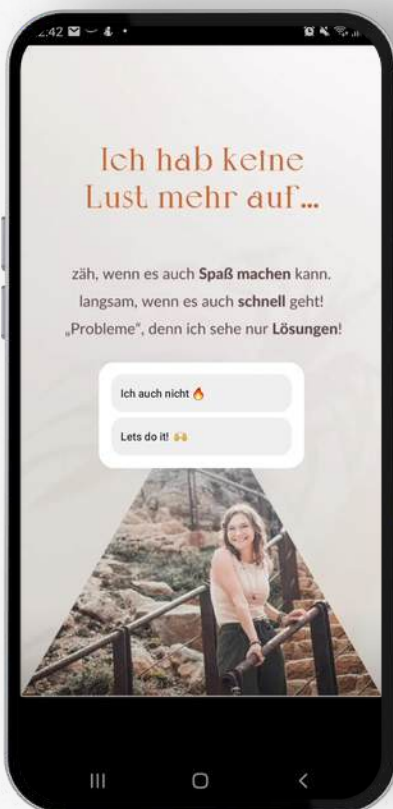 :42
Ich hab keine
Lust mehr auf...
zäh, wenn es auch Spaß machen kann.
langsam, wenn es auch schnell geht!
„Probleme“, denn ich sehe nur Lösungen!
Ich auch nicht 🔥
Lets do it! 🙌